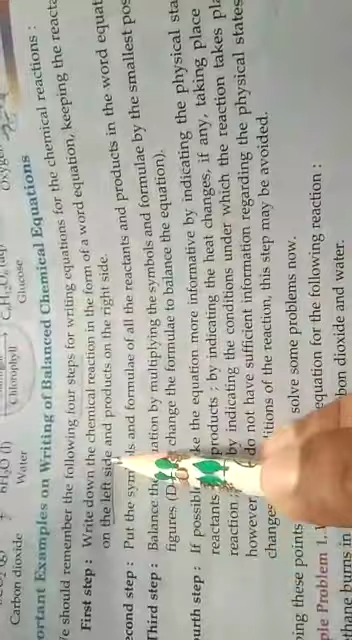 Carbon dioxide Water Glucose Oxygen
Chlorophyll
ortant Examples on Writing of Balanced Chemical Equations
e should remember the following four steps for writing equations for the chemical reactions :
First step : Write down the chemical reaction in the form of a word equation, keeping the reacta
on the left side and products on the right side.
econd step : Put the symbols and formulae of all the reactants and products in the word equat
Third step : Balance the equation by multiplying the symbols and formulae by the smallest pos
figures (D change the formulae to balance the equation).
urth step : If possible ke the equation more informative by indicating the physical sta
reactants products ; by indicating the heat changes, if any, taking place
reaction by indicating the conditions under which the reaction takes pla
however do not have sufficient information regarding the physical states
changes itions of the reaction, this step may be avoided.
ing these points solve some problems now.
ple Problem 1. equation for the following reaction :
hane burns in bon dioxide and water.